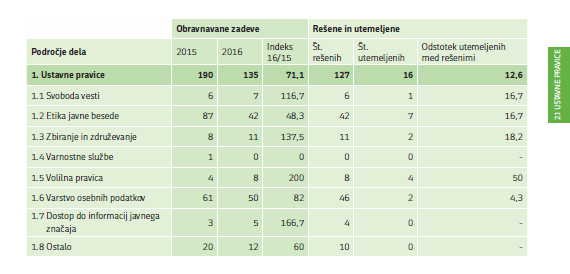 Obravnavane zadeve Rešene in utemeljene
Področje dela 2015 2016 Indeks 16/15 Št. rešenih Št. utemeljenih Odstotek utemeljenih med rešenimi
1. Ustavne pravice 190 135 71,1 127 16 12,6
1.1 Svoboda vesti 6 7 116,7 6 1 16,7
1.2 Etika javne besede 87 42 48,3 42 7 16,7
1.3 Zbiranje in združevanje 8 11 137,5 11 2 18,2
1.4 Varnostne službe 1 0 0 0 0 -
1.5 Volilna pravica 4 8 200 8 4 50
1.6 Varstvo osebnih podatkov 61 50 82 46 2 4,3
1.7 Dostop do informacij javnega značaja 3 5 166,7 4 0 -
1.8 Ostalo 20 12 60 10 0 -
2.1 USTAVNE PRAVICE